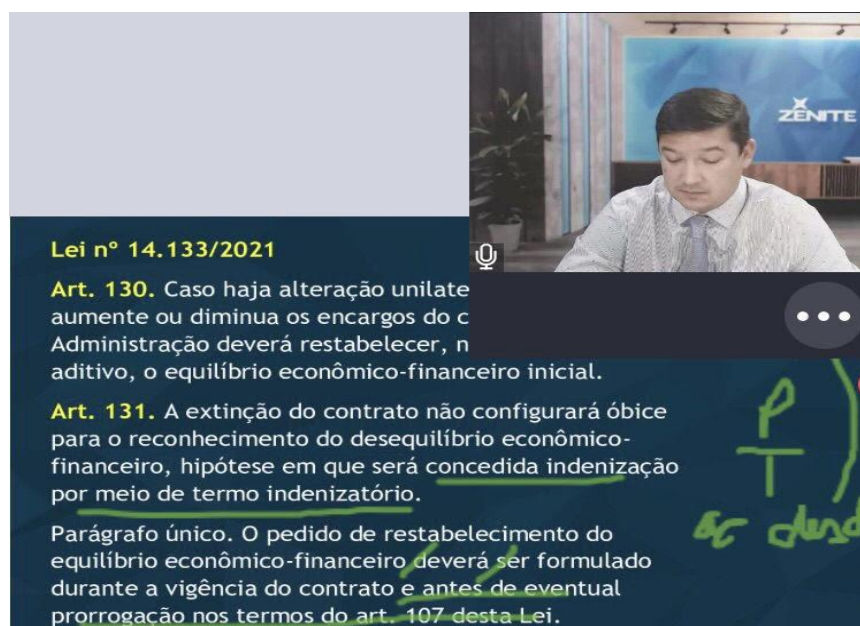 ZENITE
Lei nº 14.133/2021
Art. 130. Caso haja alteração
aumente ou diminua os encargos do
Administração deverá restabelecer,
aditivo, o equilíbrio econômico-financeiro inicial.
Art. 131. A extinção do contrato não configurará óbice
para o reconhecimento do desequilíbrio econômico-
financeiro, hipótese em que será concedida indenização
por meio de termo indenizatório.
Parágrafo único. O pedido de restabelecimento do
equilíbrio econômico-financeiro deverá ser formulado
durante a vigência do contrato e antes de eventual
prorrogação nos termos do art. 107 desta Lei.
P
T